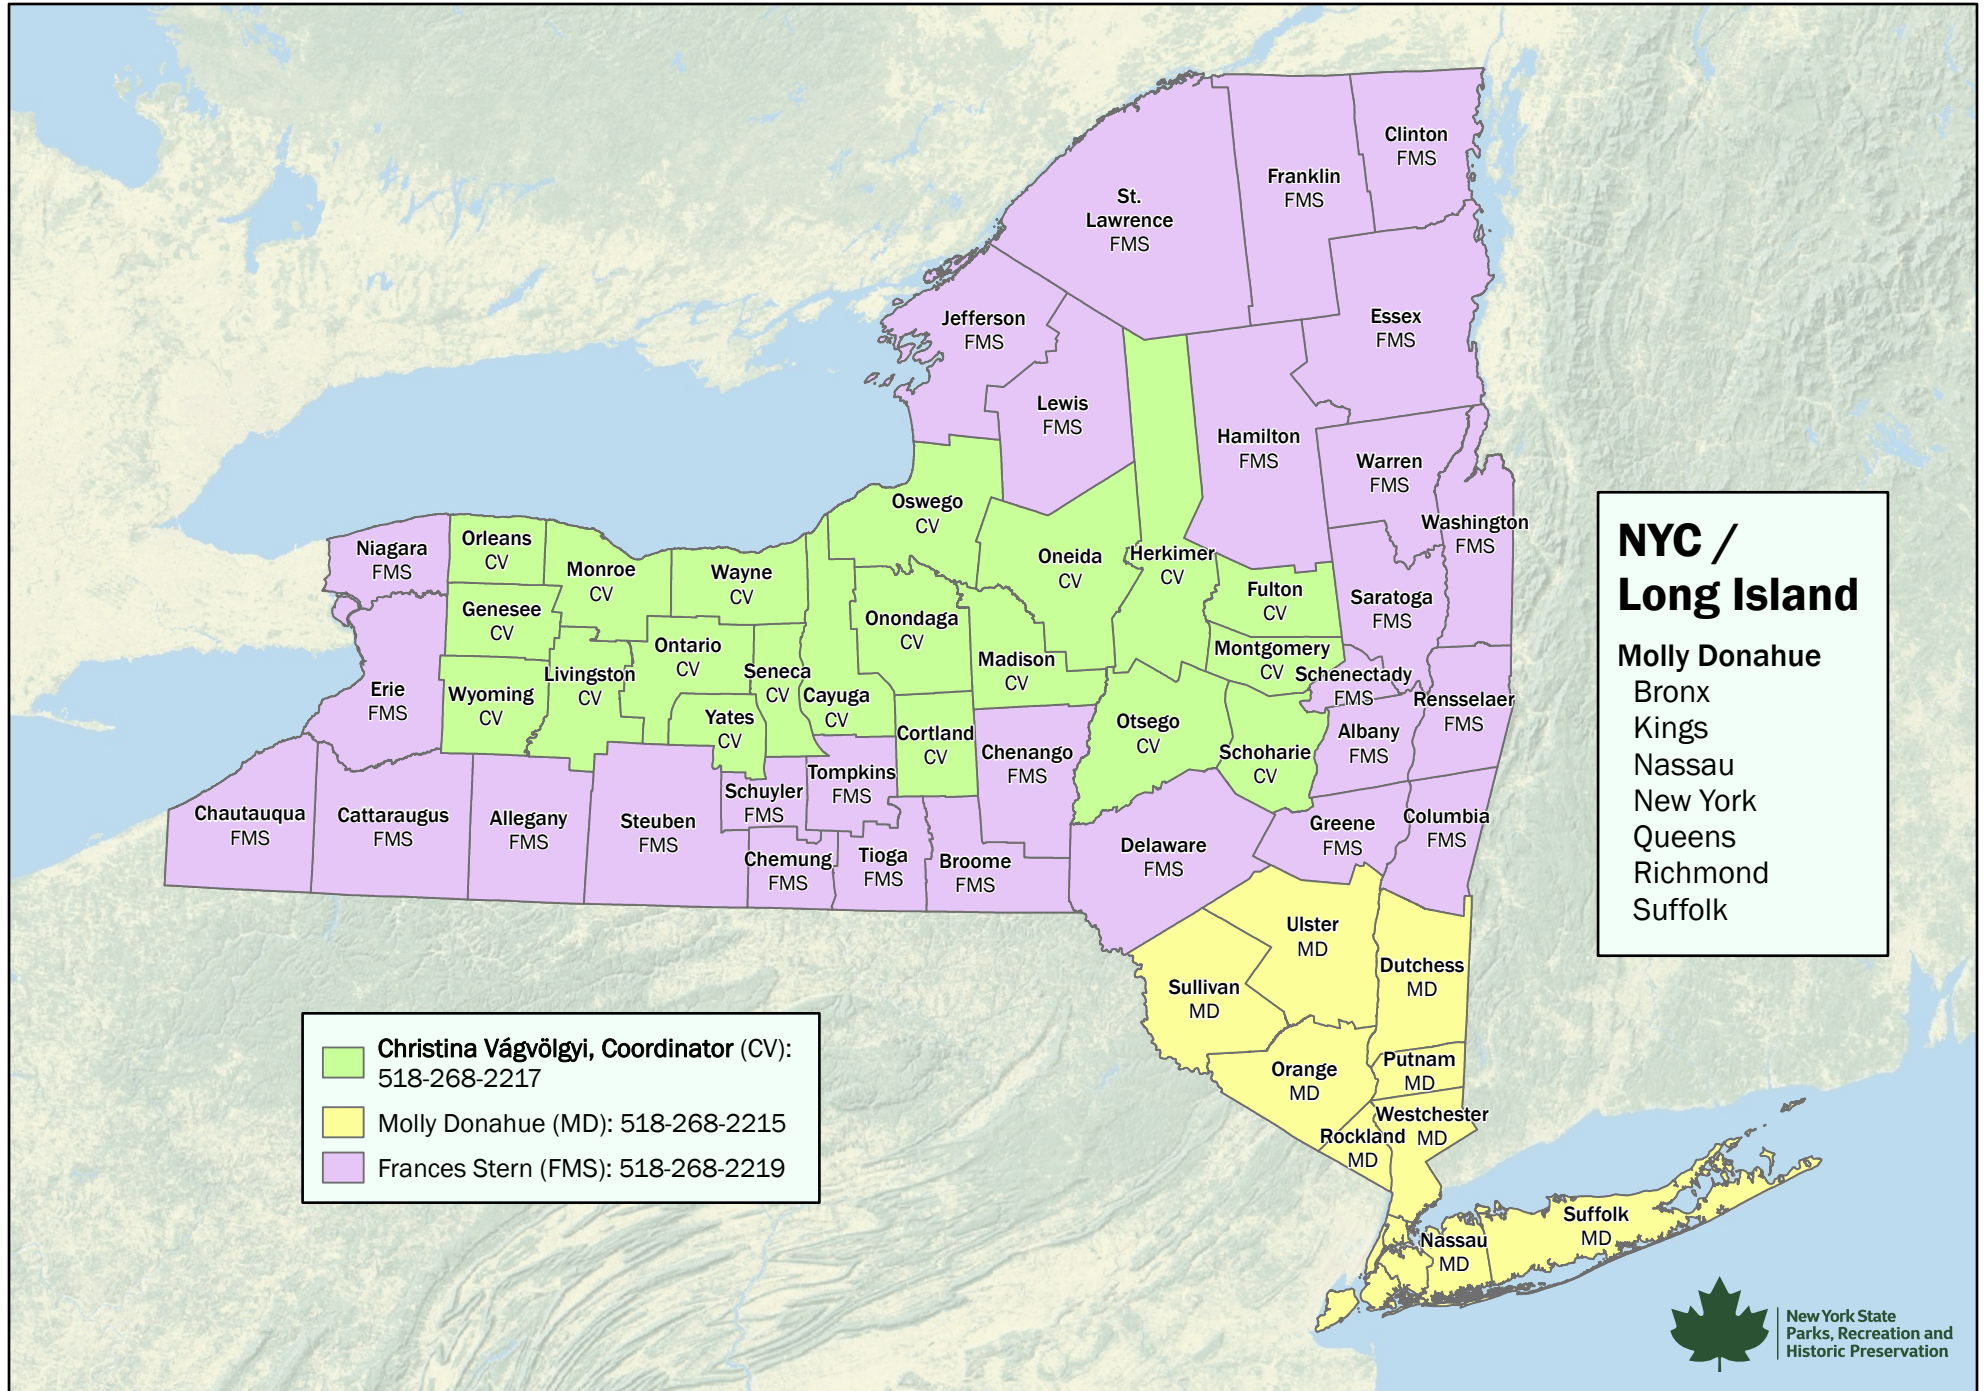 Clinton
FMS
Franklin
FMS
St.
Lawrence
FMS
Essex
FMS
Jefferson
FMS
Lewis
FMS
Hamilton
FMS
Warren
FMS
Washington
FMS
Oswego
CV
Oneida
CV
Herkimer
CV
Fulton
CV
Saratoga
FMS
Niagara
FMS
Orleans
CV
Monroe
CV
Wayne
CV
Genesee
CV
Onondaga
CV
Madison
CV
Montgomery
CV
Schenectady
FMS
Rensselaer
FMS
Erie
FMS
Wyoming
CV
Livingston
CV
Ontario
CV
Seneca
CV
Cayuga
CV
Yates
CV
Cortland
CV
Chenango
FMS
Otsego
CV
Schoharie
CV
Albany
FMS
Chautauqua
FMS
Cattaraugus
FMS
Allegany
FMS
Steuben
FMS
Schuyler
FMS
Tompkins
FMS
Chemung
FMS
Tioga
FMS
Broome
FMS
Delaware
FMS
Greene
FMS
Columbia
FMS
Ulster
MD
Sullivan
MD
Dutchess
MD
Orange
MD
Putnam
MD
Westchester
MD
Rockland
MD
Nassau
MD
Suffolk
MD
NYC /
Long Island
Molly Donahue
Bronx
Kings
Nassau
New York
Queens
Richmond
Suffolk
Christina Vágvölgyi, Coordinator (CV):
518-268-2217
Molly Donahue (MD): 518-268-2215
Frances Stern (FMS): 518-268-2219
New York State
Parks, Recreation and
Historic Preservation